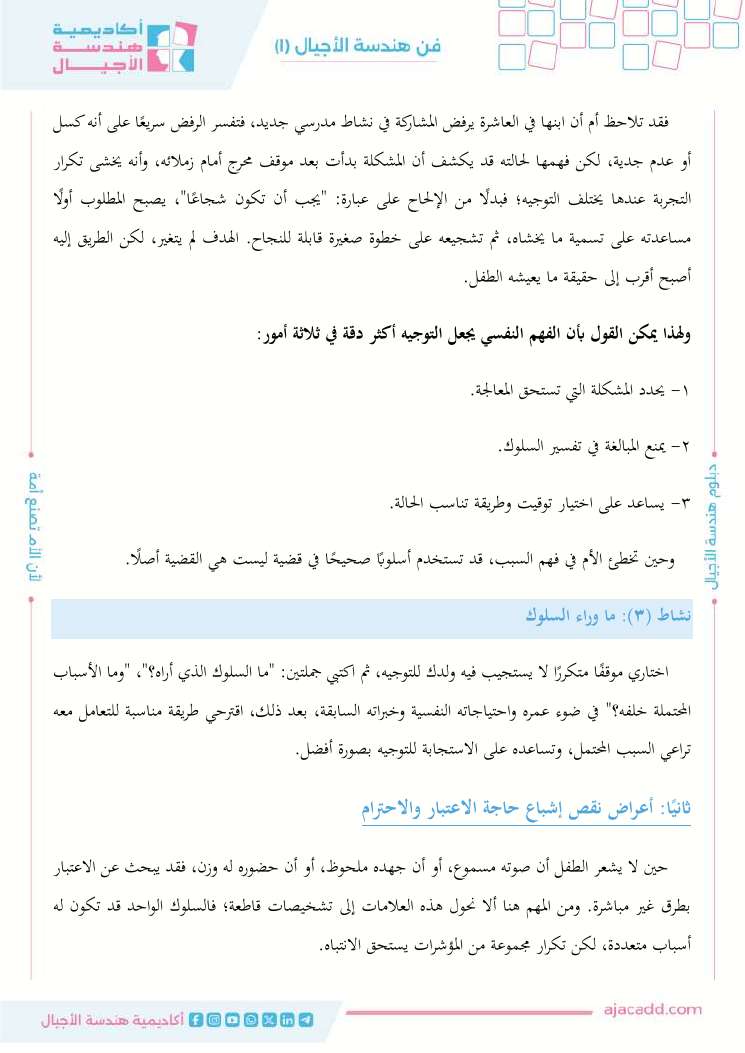 أكاديمية
هندسة
الأجيال
فن هندسة الأجيال (١)
فقد تلاحظ أم أن ابنها في العاشرة يرفض المشاركة في نشاط مدرسي جديد، فتفسر الرفض سريعًا على أنه كسل
أو عدم جدية، لكن فهمها لحالته قد يكشف أن المشكلة بدأت بعد موقف محرج أمام زملائه، وأنه يخشى تكرار
التجربة عندها يختلف التوجيه؛ فبدلًا من الإلحاح على عبارة: "يجب أن تكون شجاعًا"، يصبح المطلوب أولًا
مساعدته على تسمية ما يخشاه، ثم تشجيعه على خطوة صغيرة قابلة للنجاح. الهدف لم يتغير، لكن الطريق إليه
أصبح أقرب إلى حقيقة ما يعيشه الطفل.
ولهذا يمكن القول بأن الفهم النفسي يجعل التوجيه أكثر دقة في ثلاثة أمور:
١- يحدد المشكلة التي تستحق المعالجة.
٢- يمنع المبالغة في تفسير السلوك.
٣- يساعد على اختيار توقيت وطريقة تناسب الحالة.
وحين تخطئ الأم في فهم السبب، قد تستخدم أسلوبًا صحيحًا في قضية ليست هي القضية أصلًا.
نشاط (٣): ما وراء السلوك
اختاري موقفًا متكررًا لا يستجيب فيه ولدك للتوجيه، ثم اكتبي جملتين: "ما السلوك الذي أراه؟"، "وما الأسباب
المحتملة خلفه؟" في ضوء عمره واحتياجاته النفسية وخبراته السابقة، بعد ذلك، اقترحي طريقة مناسبة للتعامل معه
تراعي السبب المحتمل، وتساعده على الاستجابة للتوجيه بصورة أفضل.
ثانيًا: أعراض نقص إشباع حاجة الاعتبار والاحترام
حين لا يشعر الطفل أن صوته مسموع، أو أن جهده ملحوظ، أو أن حضوره له وزن، فقد يبحث عن الاعتبار
بطرق غير مباشرة. ومن المهم هنا ألا نحول هذه العلامات إلى تشخيصات قاطعة؛ فالسلوك الواحد قد تكون له
أسباب متعددة، لكن تكرار مجموعة من المؤشرات يستحق الانتباه.
دبلوم هندسة الأجيال
لأن الأم تصنع أمة
ajacadd.com
أكاديمية هندسة الأجيال